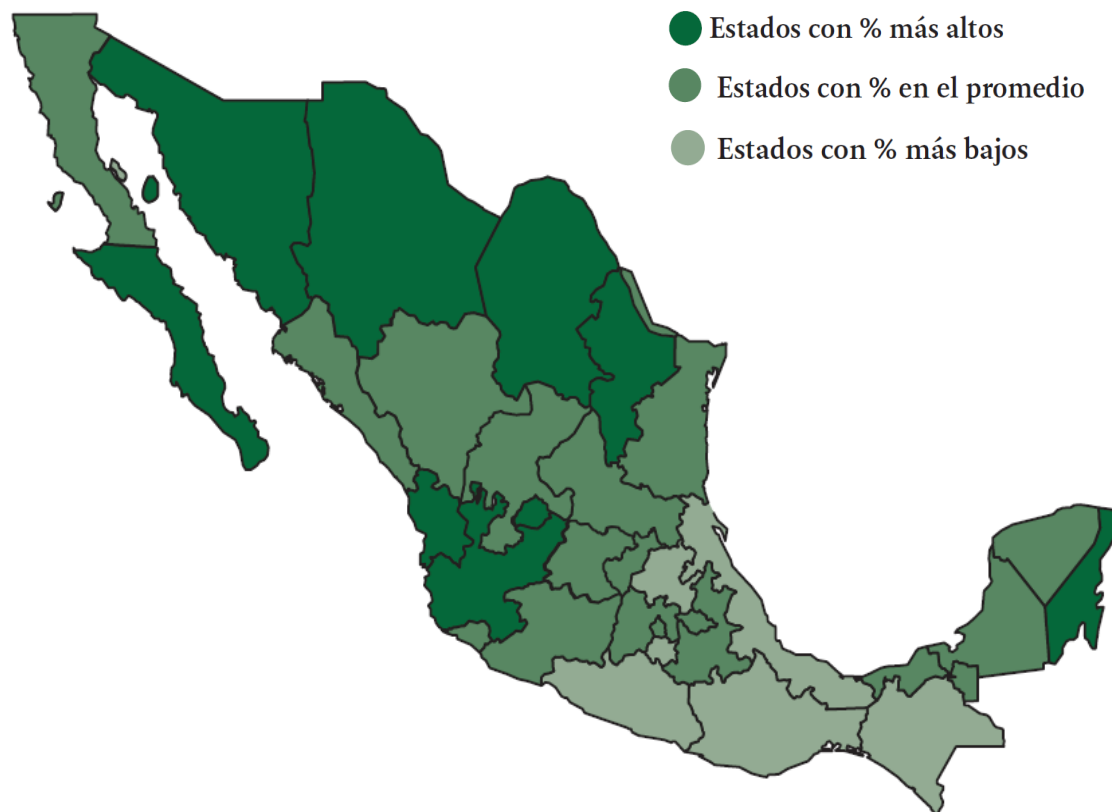 Estados con % más altos
Estados con % en el promedio
Estados con % más bajos